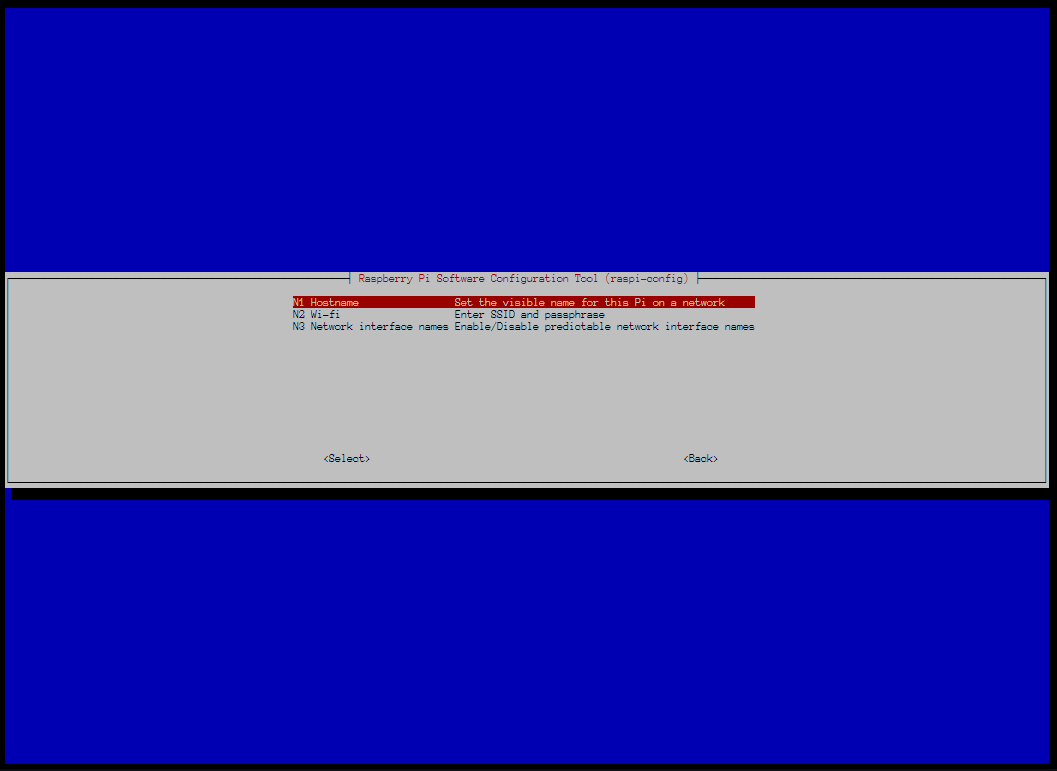 Raspberry Pi Software Configuration Tool (raspi-config)
N1 Hostname Set the visible name for this Pi on a network
N2 Wi-fi Enter SSID and passphrase
N3 Network interface names Enable/Disable predictable network interface names
<Select> <Back>